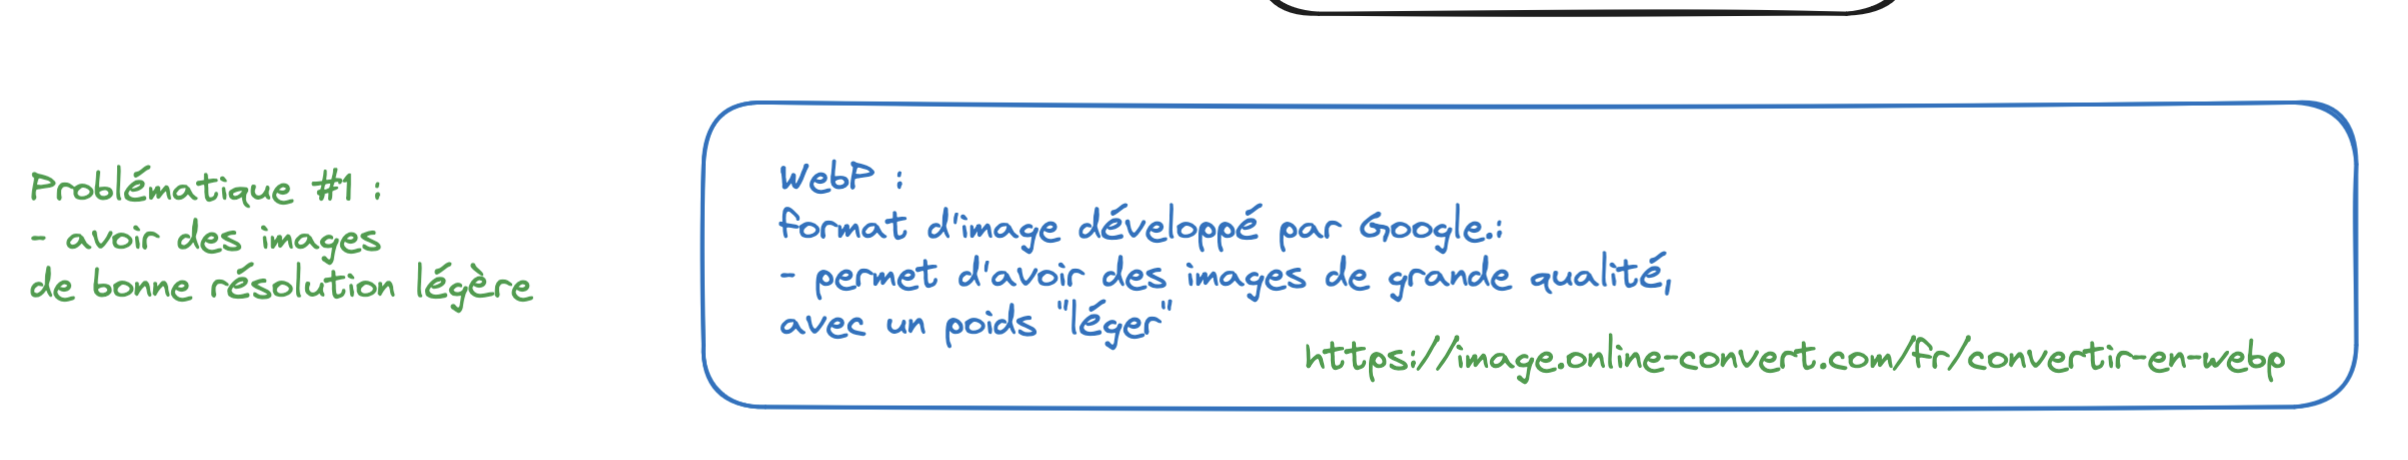 Problématique #1 :
- avoir des images
de bonne résolution légère
WebP :
format d'image développé par Google.:
- permet d'avoir des images de grande qualité,
avec un poids "léger"
https://image.online-convert.com/fr/convertir-en-webp